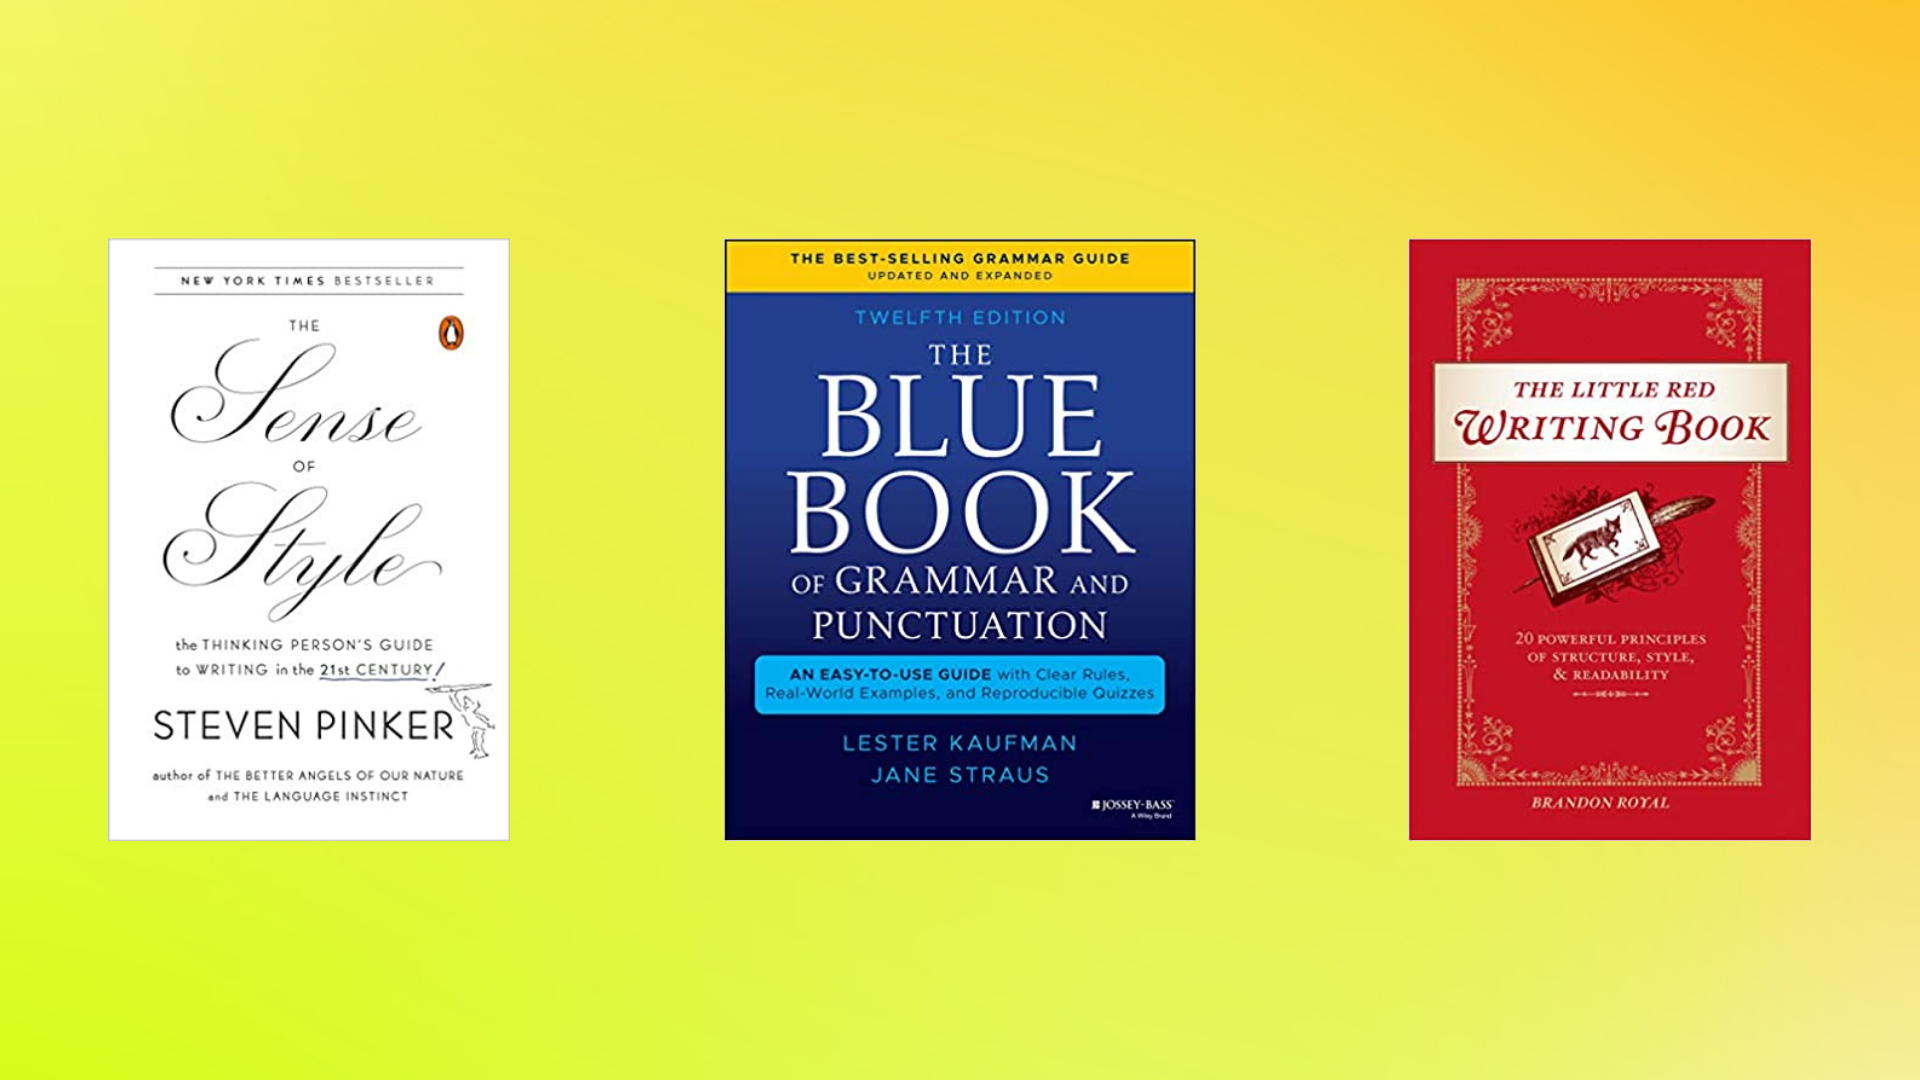 NEW YORK TIMES BESTSELLER
THE
Sense
OF
Style
the THINKING PERSON'S GUIDE
to WRITING in the 21st CENTURY!
STEVEN PINKER
author of THE BETTER ANGELS OF OUR NATURE
and THE LANGUAGE INSTINCT
THE BEST-SELLING GRAMMAR GUIDE
UPDATED AND EXPANDED
TWELFTH EDITION
THE
BLUE
BOOK
OF GRAMMAR AND
PUNCTUATION
AN EASY-TO-USE GUIDE with Clear Rules,
Real-World Examples, and Reproducible Quizzes
LESTER KAUFMAN
JANE STRAUS
JOSSEY-BASS™
A Wiley Brand
THE LITTLE RED
WRITING BOOK
20 POWERFUL PRINCIPLES
OF STRUCTURE, STYLE,
& READABILITY
BRANDON ROYAL